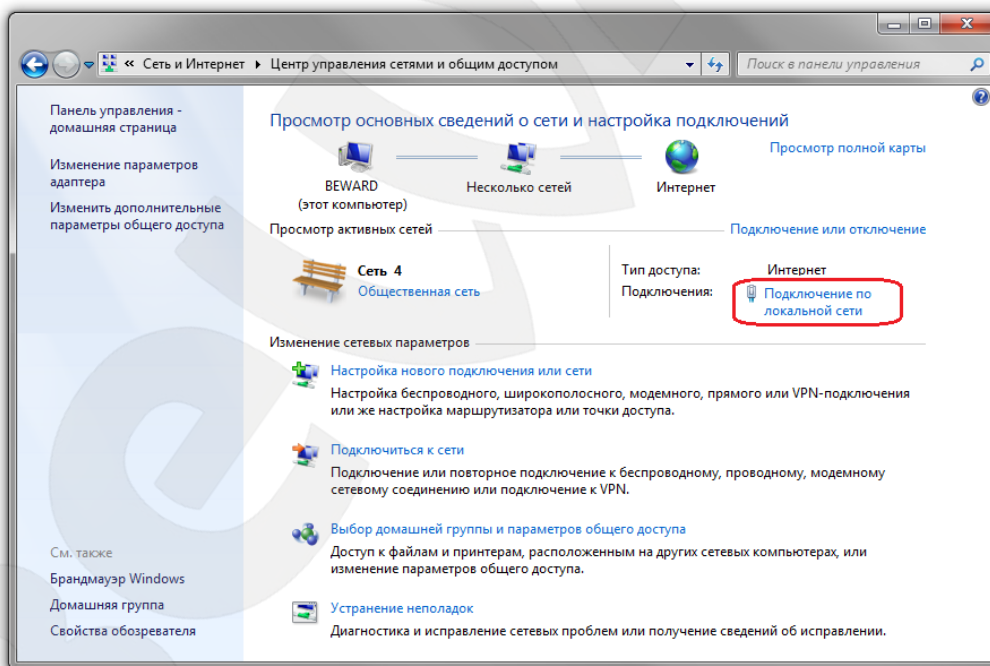 « Сеть и Интернет ▸ Центр управления сетями и общим доступом
Поиск в панели управления
Панель управления -
домашняя страница
Изменение параметров
адаптера
Изменить дополнительные
параметры общего доступа
См. также
Брандмауэр Windows
Домашняя группа
Свойства обозревателя
Просмотр основных сведений о сети и настройка подключений
Просмотр полной карты
BEWARD
(этот компьютер)
Несколько сетей
Интернет
Просмотр активных сетей
Подключение или отключение
Сеть 4
Общественная сеть
Тип доступа: Интернет
Подключения: Подключение по
локальной сети
Изменение сетевых параметров
Настройка нового подключения или сети
Настройка беспроводного, широкополосного, модемного, прямого или VPN-подключения
или же настройка маршрутизатора или точки доступа.
Подключиться к сети
Подключение или повторное подключение к беспроводному, проводному, модемному
сетевому соединению или подключение к VPN.
Выбор домашней группы и параметров общего доступа
Доступ к файлам и принтерам, расположенным на других сетевых компьютерах, или
изменение параметров общего доступа.
Устранение неполадок
Диагностика и исправление сетевых проблем или получение сведений об исправлении.